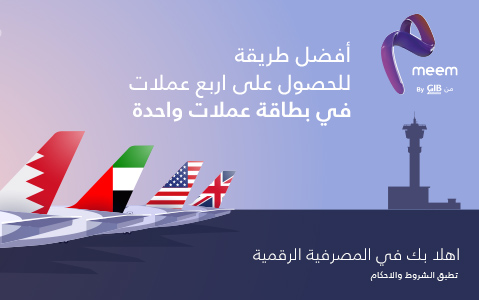 أفضل طريقة
للحصول على اربع عملات
في بطاقة عملات واحدة
meem
By GIB من
اهلا بك في المصرفية الرقمية
تطبق الشروط والاحكام